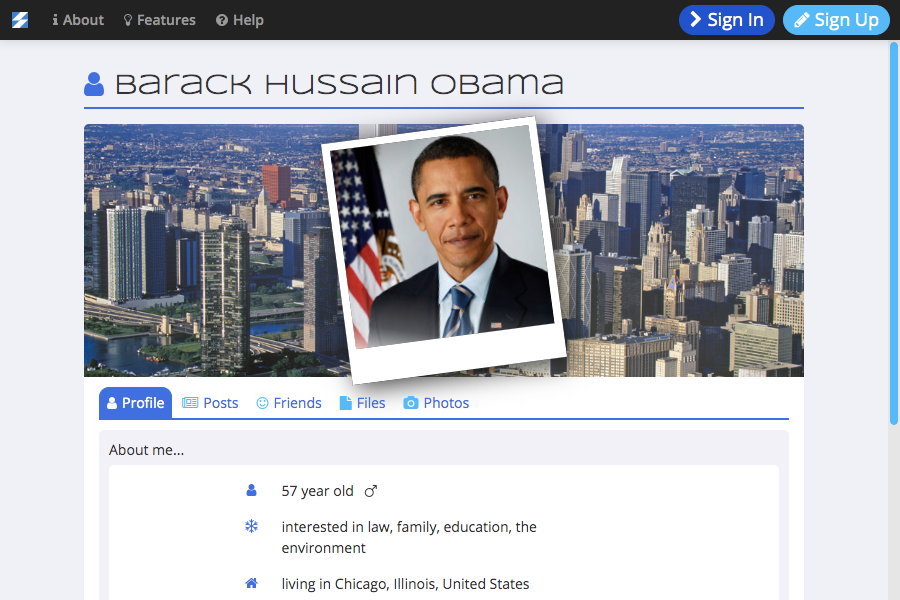 About Features Help Sign In Sign Up
Barack Hussain Obama
Profile Posts Friends Files Photos
About me...
57 year old
interested in law, family, education, the
environment
living in Chicago, Illinois, United States